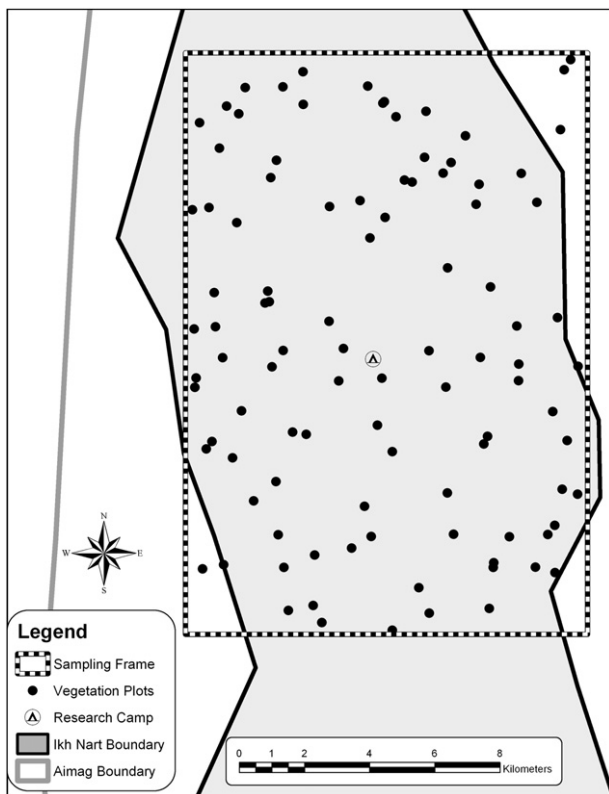 N
W E
S
Legend
Sampling Frame
Vegetation Plots
Research Camp
Ikh Nart Boundary
Aimag Boundary
0 1 2 4 6 8
Kilometers